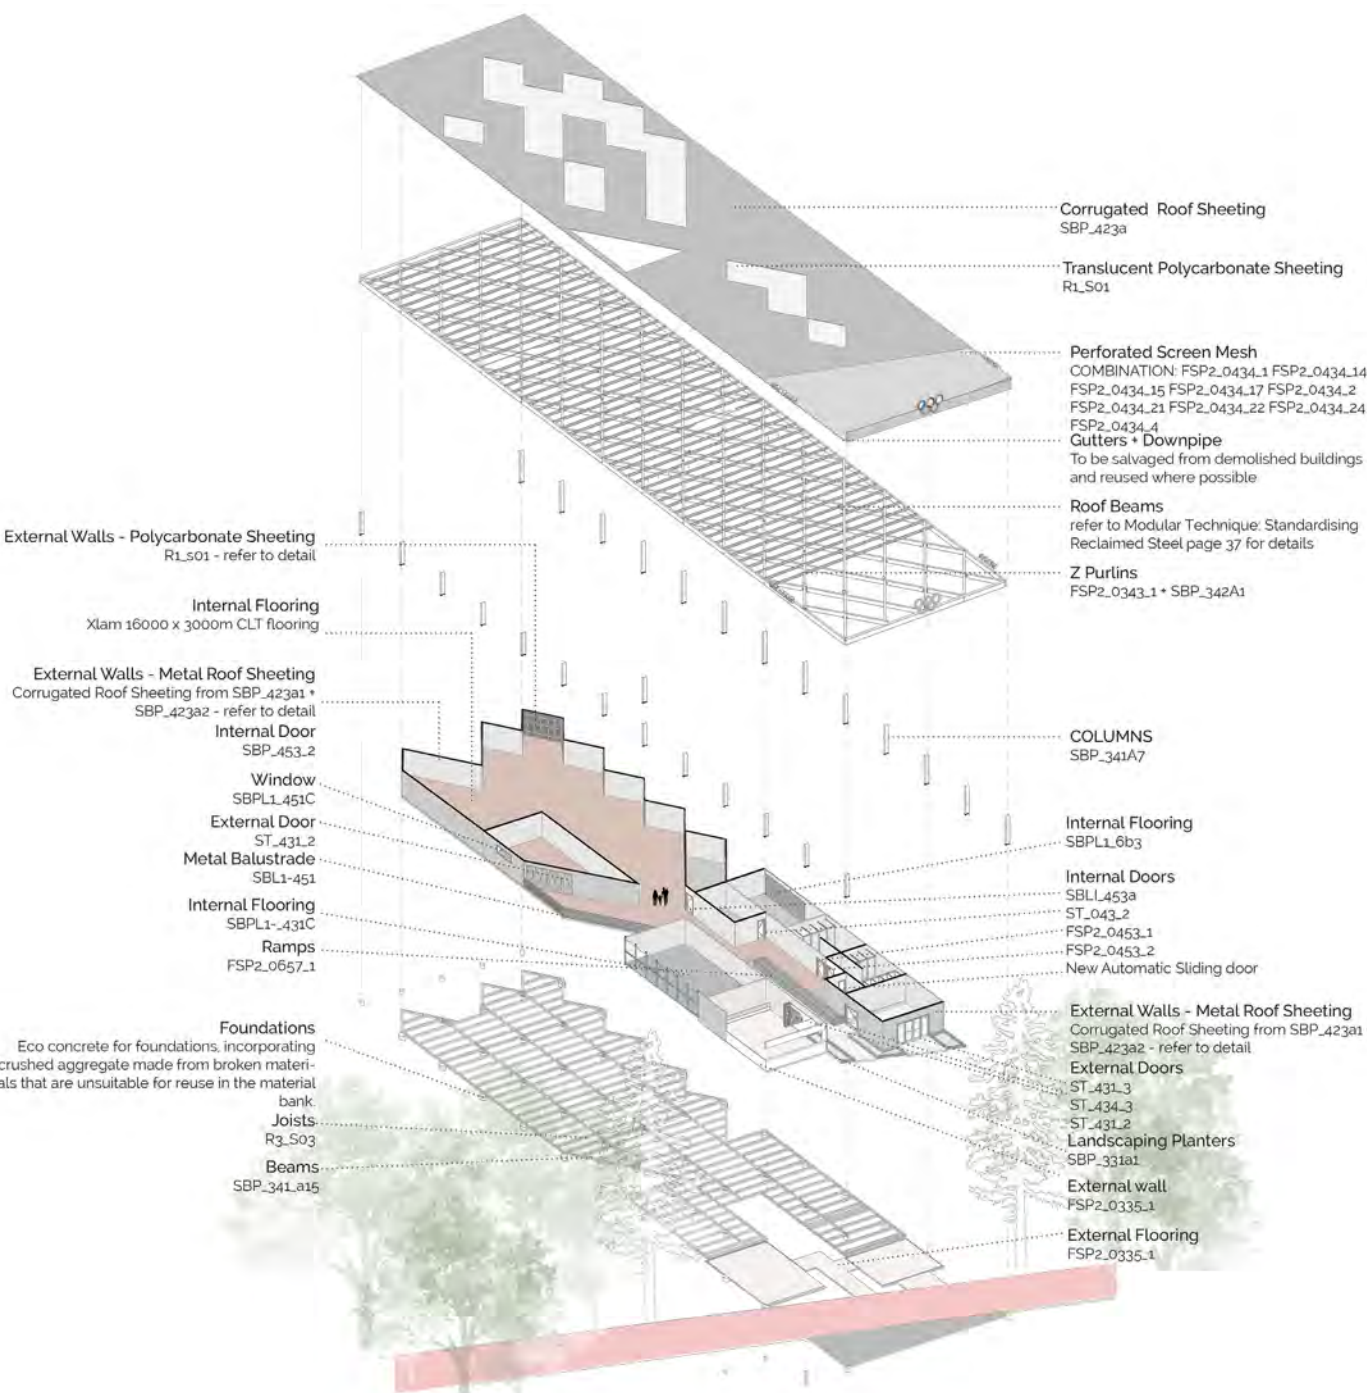 Corrugated Roof Sheeting
SBP_423a
Translucent Polycarbonate Sheeting
R1_S01
Perforated Screen Mesh
COMBINATION: FSP2_0434_1 FSP2_0434_14
FSP2_0434_15 FSP2_0434_17 FSP2_0434_2
FSP2_0434_21 FSP2_0434_22 FSP2_0434_24
FSP2_0434_4
Gutters + Downpipe
To be salvaged from demolished buildings
and reused where possible
Roof Beams
refer to Modular Technique: Standardising
Reclaimed Steel page 37 for details
Z Purlins
FSP2_0343_1 + SBP_342A1
External Walls - Polycarbonate Sheeting
R1_s01 - refer to detail
Internal Flooring
Xlam 16000 x 3000m CLT flooring
External Walls - Metal Roof Sheeting
Corrugated Roof Sheeting from SBP_423a1 +
SBP_423a2 - refer to detail
Internal Door
SBP_453_2
Window
SBPL1_451C
External Door
ST_431_2
Metal Balustrade
SBL1-451
Internal Flooring
SBPL1-_431C
Ramps
FSP2_0657_1
Foundations
Eco concrete for foundations, incorporating
crushed aggregate made from broken materi-
als that are unsuitable for reuse in the material
bank.
Joists
R3_S03
Beams
SBP_341_a15
COLUMNS
SBP_341A7
Internal Flooring
SBPL1_6b3
Internal Doors
SBLI_453a
ST_043_2
FSP2_0453_1
FSP2_0453_2
New Automatic Sliding door
External Walls - Metal Roof Sheeting
Corrugated Roof Sheeting from SBP_423a1
SBP_423a2 - refer to detail
External Doors
ST_431_3
ST_434_3
ST_431_2
Landscaping Planters
SBP_331a1
External wall
FSP2_0335_1
External Flooring
FSP2_0335_1